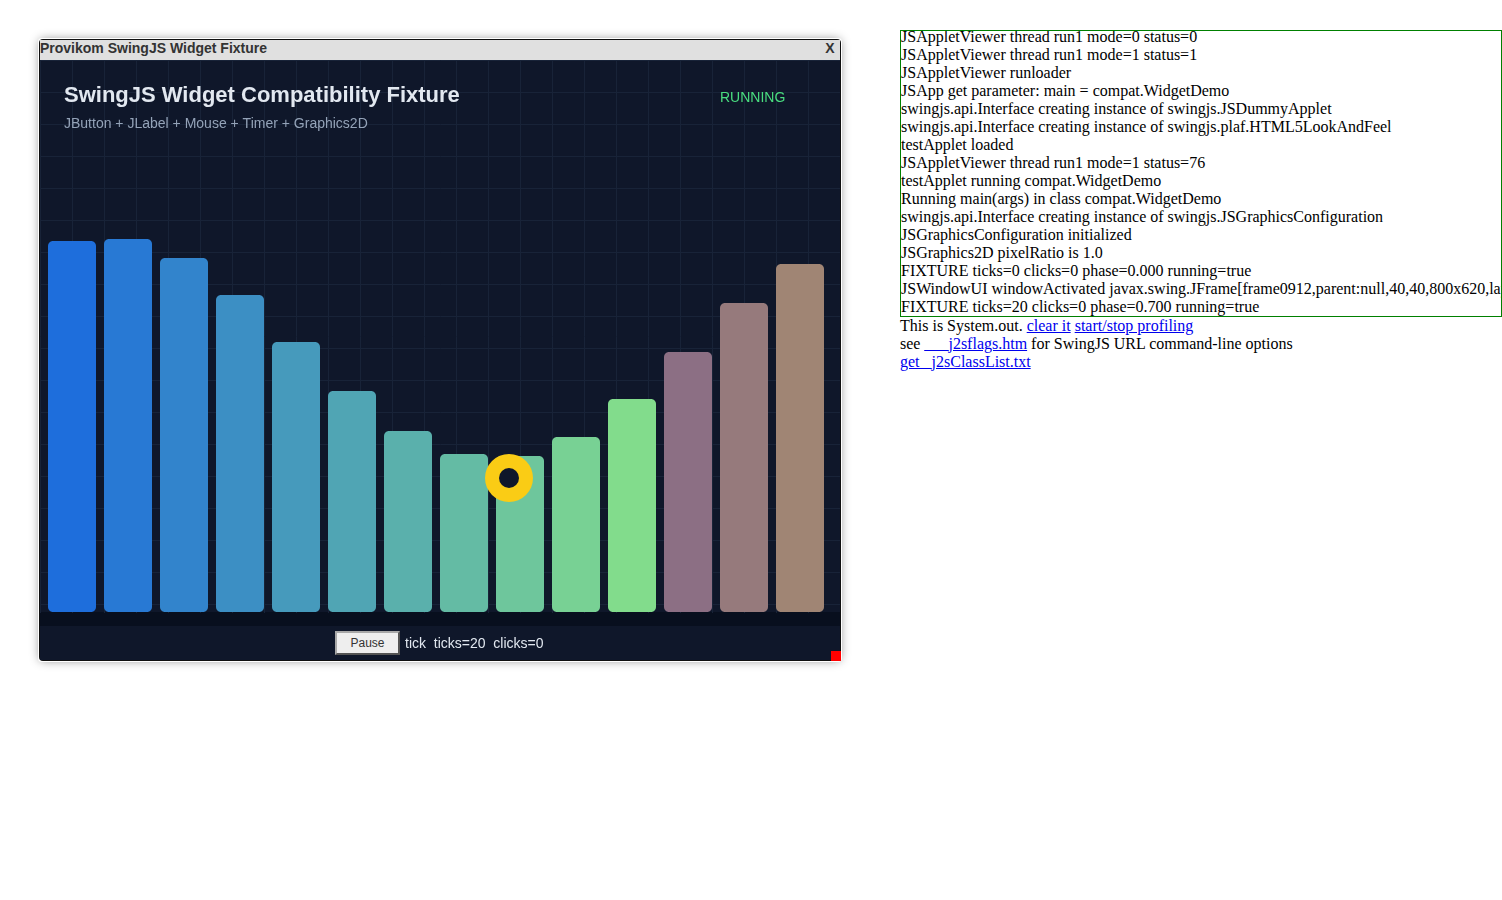 Provikom SwingJS Widget Fixture X
SwingJS Widget Compatibility Fixture
RUNNING
JButton + JLabel + Mouse + Timer + Graphics2D
Pause tick ticks=20 clicks=0
JSAppletViewer thread run1 mode=0 status=0
JSAppletViewer thread run1 mode=1 status=1
JSAppletViewer runloader
JSApp get parameter: main = compat.WidgetDemo
swingjs.api.Interface creating instance of swingjs.JSDummyApplet
swingjs.api.Interface creating instance of swingjs.plaf.HTML5LookAndFeel
testApplet loaded
JSAppletViewer thread run1 mode=1 status=76
testApplet running compat.WidgetDemo
Running main(args) in class compat.WidgetDemo
swingjs.api.Interface creating instance of swingjs.JSGraphicsConfiguration
JSGraphicsConfiguration initialized
JSGraphics2D pixelRatio is 1.0
FIXTURE ticks=0 clicks=0 phase=0.000 running=true
JSWindowUI windowActivated javax.swing.JFrame[frame0912,parent:null,40,40,800x620,la
FIXTURE ticks=20 clicks=0 phase=0.700 running=true
This is System.out. clear it start/stop profiling
see ___j2sflags.htm for SwingJS URL command-line options
get _j2sClassList.txt